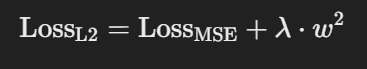 Loss_L2 = Loss_MSE + λ · w²